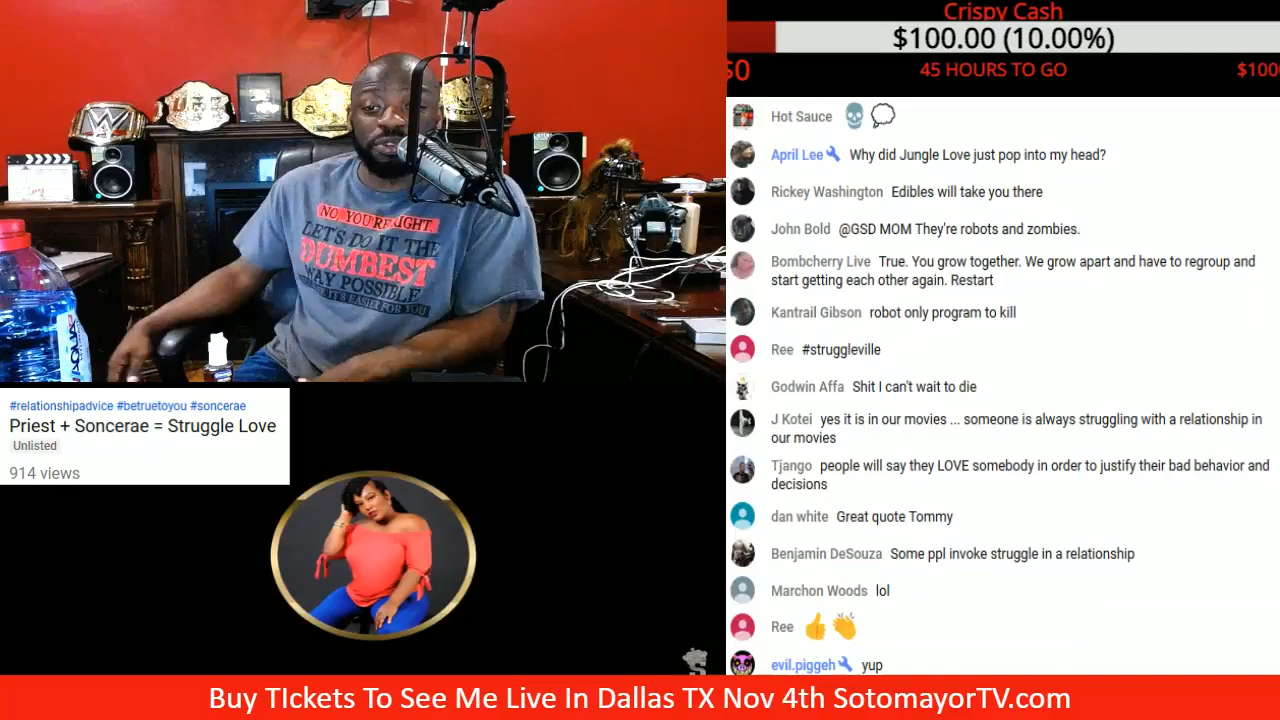 Crispy Cash
$100.00 (10.00%)
$0
45 HOURS TO GO
$100
Hot Sauce 💀💭
April Lee🔧 Why did Jungle Love just pop into my head?
Rickey Washington Edibles will take you there
John Bold @GSD MOM They're robots and zombies.
Bombcherry Live True. You grow together. We grow apart and have to regroup and
start getting each other again. Restart
Kantrail Gibson robot only program to kill
Ree #struggleville
Godwin Affa Shit I can't wait to die
J Kotei yes it is in our movies ... someone is always struggling with a relationship in
our movies
Tjango people will say they LOVE somebody in order to justify their bad behavior and
decisions
dan white Great quote Tommy
Benjamin DeSouza Some ppl invoke struggle in a relationship
Marchon Woods lol
Ree 👍👏
evil.piggeh🔧 yup
NO, YOU'RE RIGHT.
LET'S DO IT THE
DUMBEST
WAY POSSIBLE
IT'S EASIER FOR YOU
#relationshipadvice #betruetoyou #soncerae
Priest + Soncerae = Struggle Love
Unlisted
914 views
S
Buy TIckets To See Me Live In Dallas TX Nov 4th SotomayorTV.com